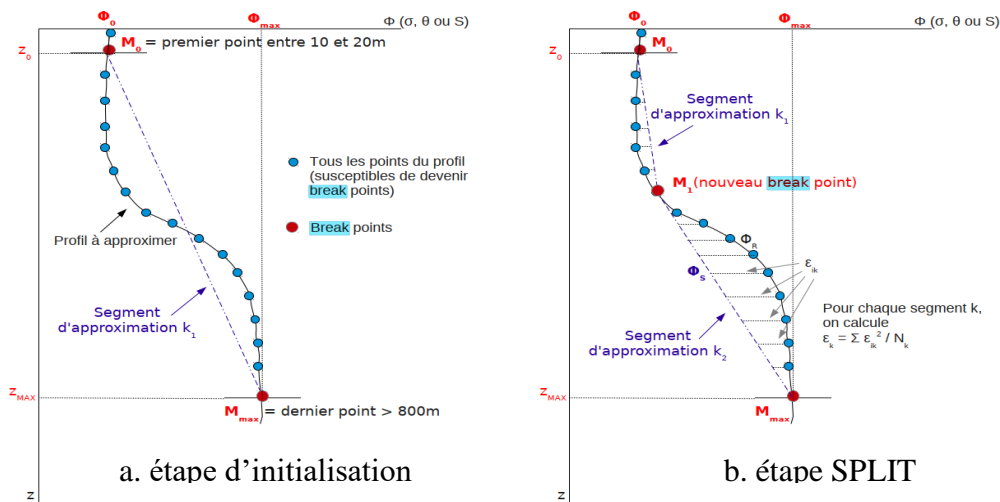 Φ₀
Φmax
Φ (σ, θ ou S)
M₀ = premier point entre 10 et 20m
z₀
Segment
d'approximation k₁
Tous les points du profil
(susceptibles de devenir
break points)
Break points
Profil à approximer
zMAX
Mmax = dernier point > 800m
z
a. étape d’initialisation
Φ₀
Φmax
Φ (σ, θ ou S)
M₀
z₀
Segment
d'approximation k₁
M₁(nouveau break point)
ΦR
ΦS
εik
Pour chaque segment k,
on calcule
εk = Σ εik² / Nk
Segment
d'approximation k₂
zMAX
Mmax
z
b. étape SPLIT